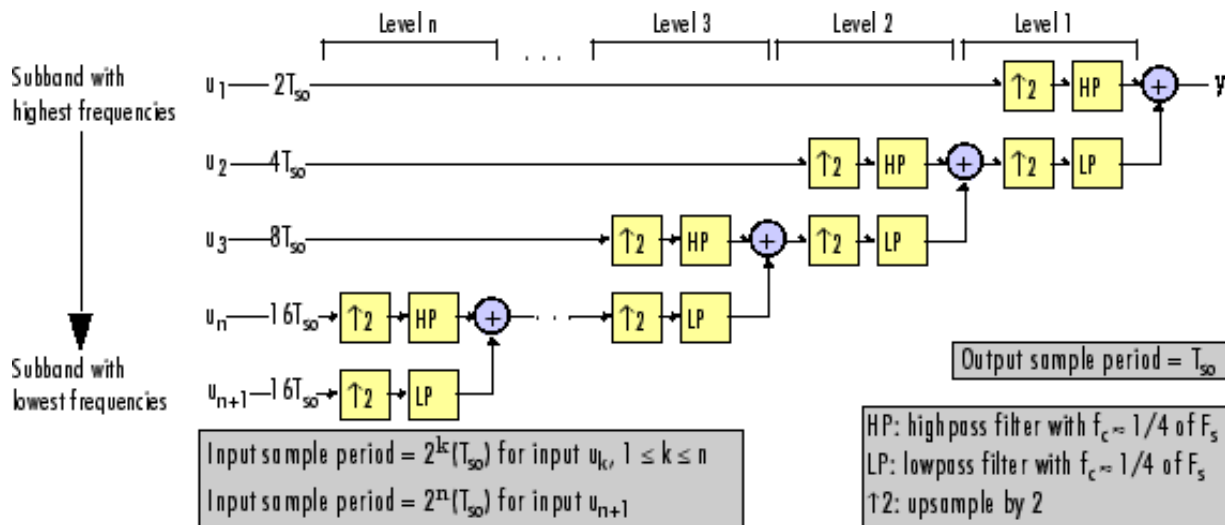 Level n
. . . .
Level 3
Level 2
Level 1
Subband with
highest frequencies
u₁ 2Tₛₒ ↑2 HP + y
u₂ 4Tₛₒ ↑2 HP + ↑2 LP
u₃ 8Tₛₒ ↑2 HP + ↑2 LP
uₙ 16Tₛₒ ↑2 HP + . . . ↑2 LP
Subband with
lowest frequencies
uₙ₊₁ 16Tₛₒ ↑2 LP
Output sample period = Tₛₒ
Input sample period = 2ᵏ(Tₛₒ) for input uₖ, 1 ≤ k ≤ n
Input sample period = 2ⁿ(Tₛₒ) for input uₙ₊₁
HP: highpass filter with f_c ≈ 1/4 of Fₛ
LP: lowpass filter with f_c ≈ 1/4 of Fₛ
↑2: upsample by 2